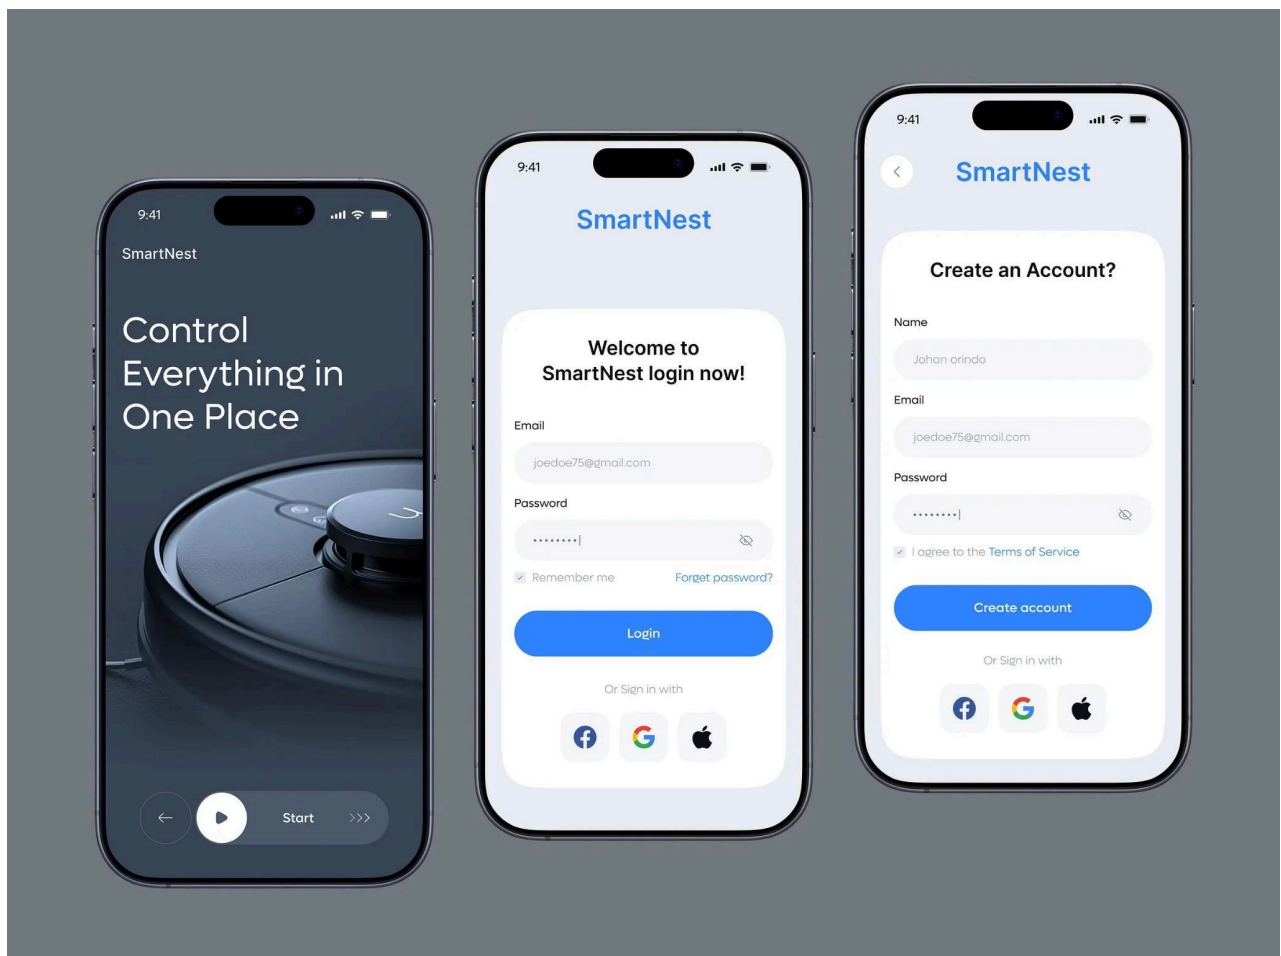 9:41
SmartNest
Control
Everything in
One Place
Start >>>
9:41
SmartNest
Welcome to
SmartNest login now!
Email
joedoe75@gmail.com
Password
••••••••|
Remember me Forget password?
Login
Or Sign in with
9:41
SmartNest
Create an Account?
Name
Johan orindo
Email
joedoe75@gmail.com
Password
••••••••|
I agree to the Terms of Service
Create account
Or Sign in with